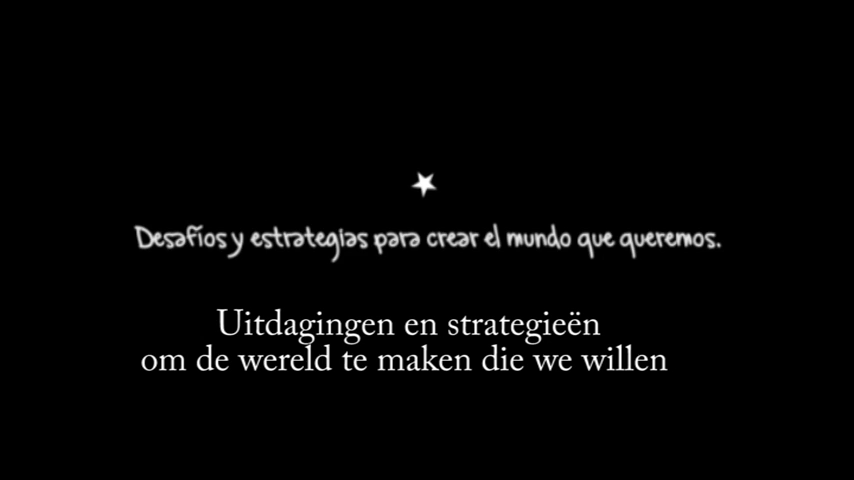 Desafíos y estrategias para crear el mundo que queremos.
Uitdagingen en strategieën
om de wereld te maken die we willen